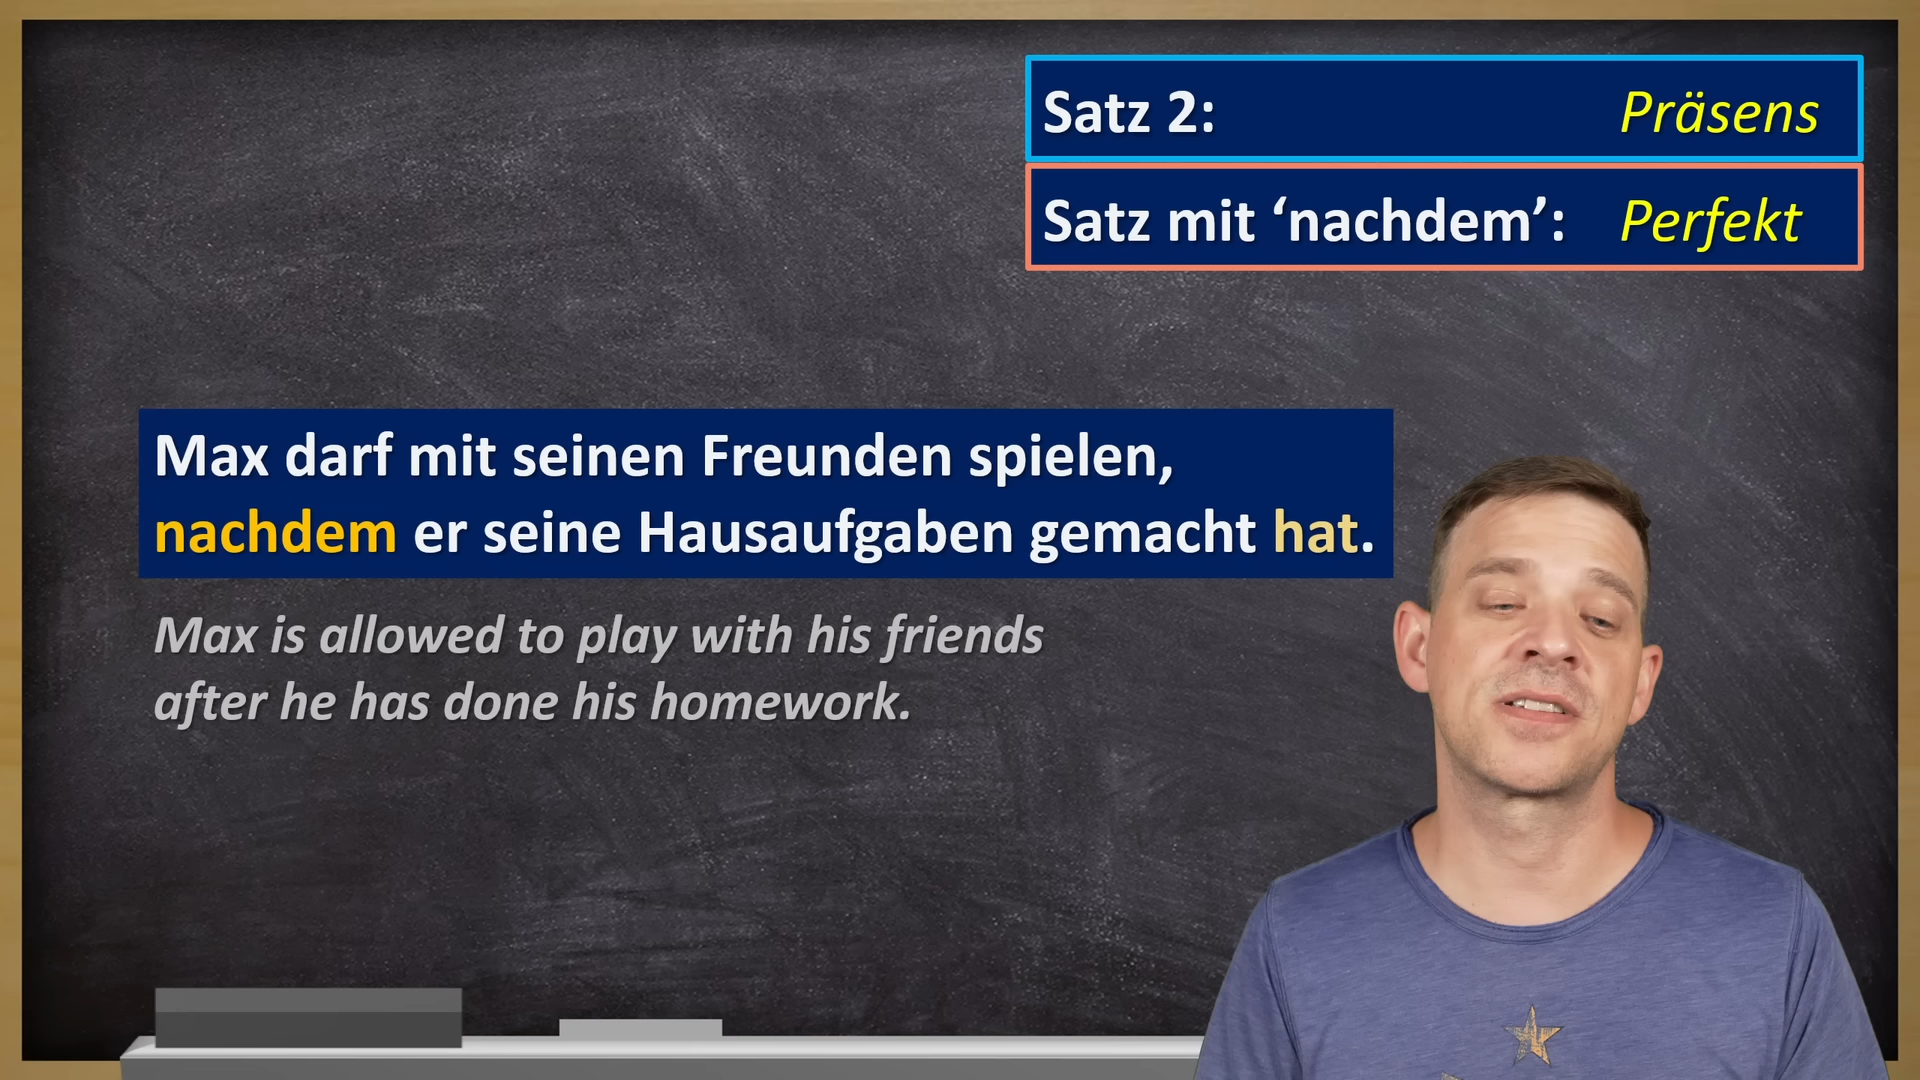 Satz 2: Präsens
Satz mit ‘nachdem’: Perfekt
Max darf mit seinen Freunden spielen,
nachdem er seine Hausaufgaben gemacht hat.
Max is allowed to play with his friends
after he has done his homework.